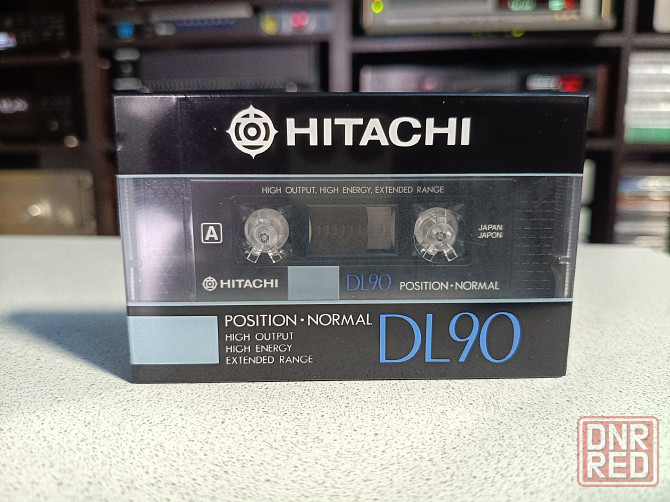 HITACHI
HIGH OUTPUT, HIGH ENERGY, EXTENDED RANGE
A
JAPAN
JAPON
HITACHI DL90 POSITION•NORMAL
POSITION•NORMAL
HIGH OUTPUT
HIGH ENERGY
EXTENDED RANGE
DL90
DNR
RED